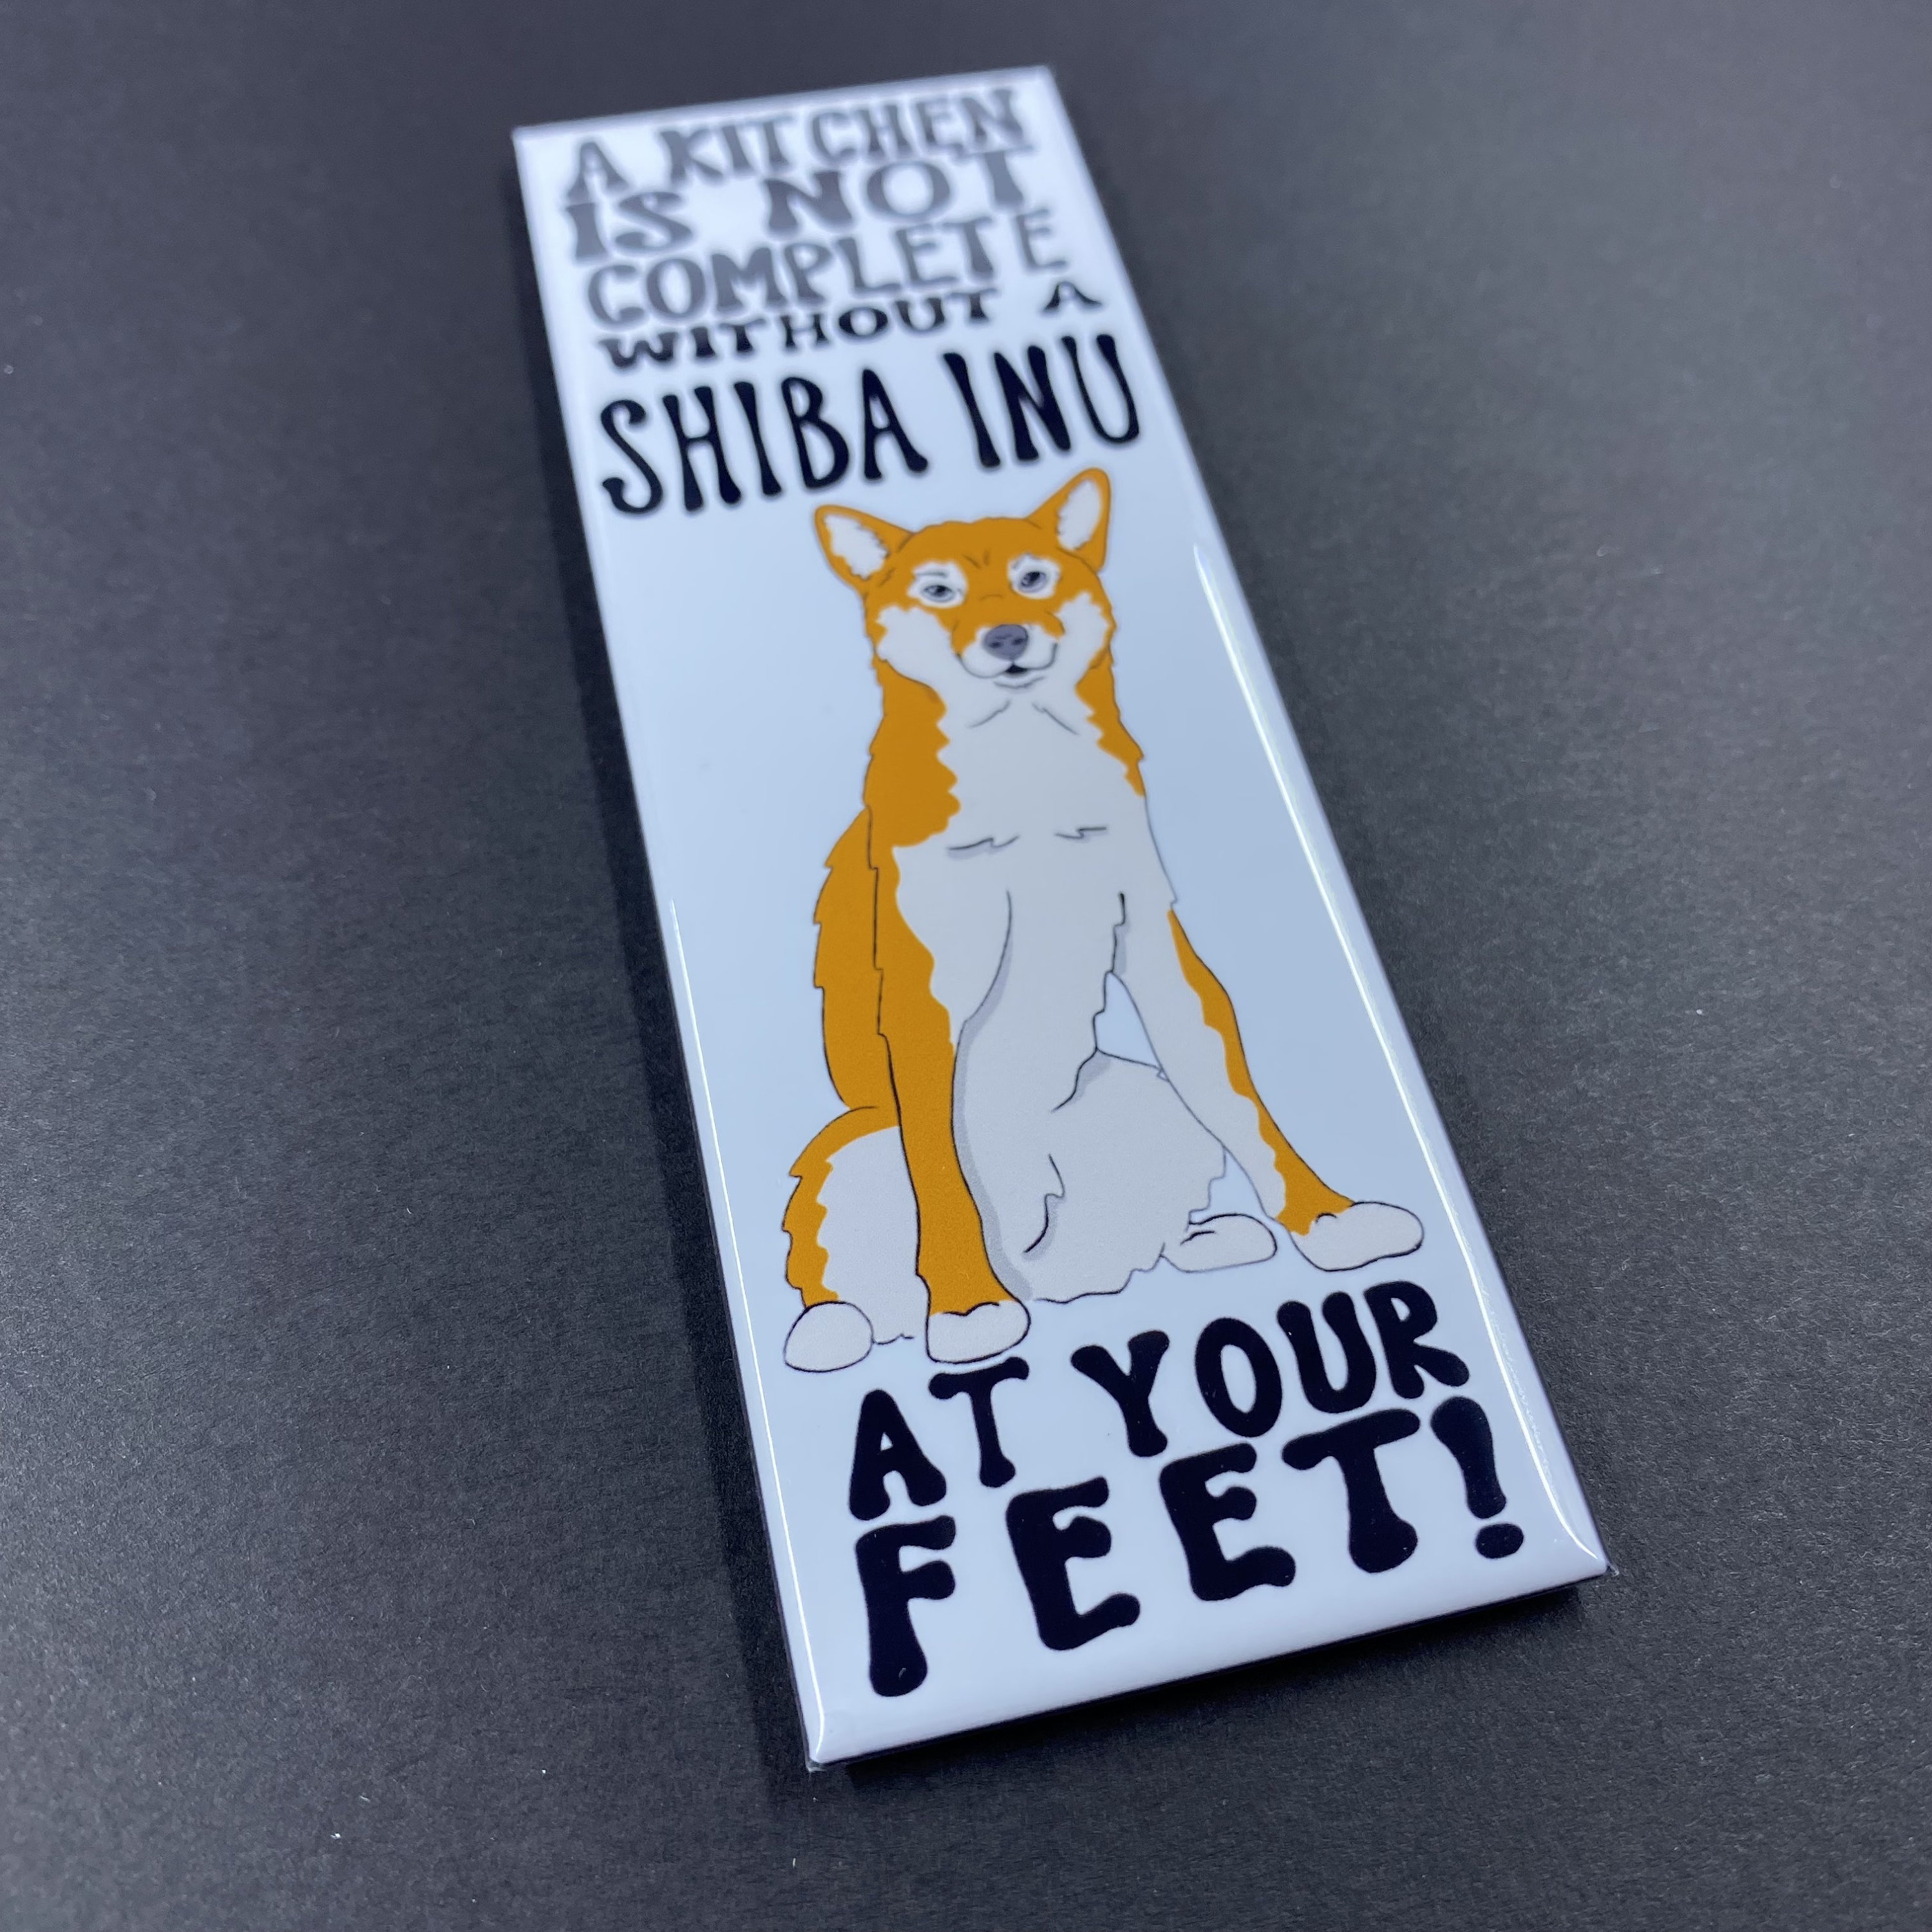 A KITCHEN
IS NOT
COMPLETE
WITHOUT A
SHIBA INU
AT YOUR
FEET!